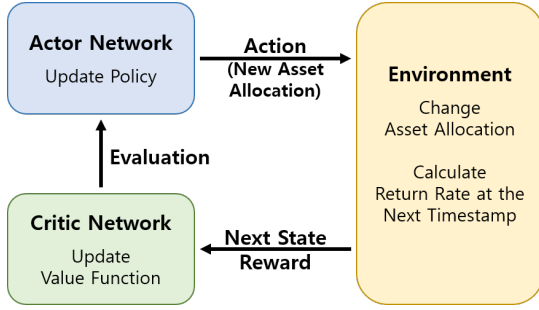 Actor Network
Update Policy
Action
(New Asset
Allocation)
Environment
Change
Asset Allocation
Calculate
Return Rate at the
Next Timestamp
Evaluation
Critic Network
Update
Value Function
Next State
Reward